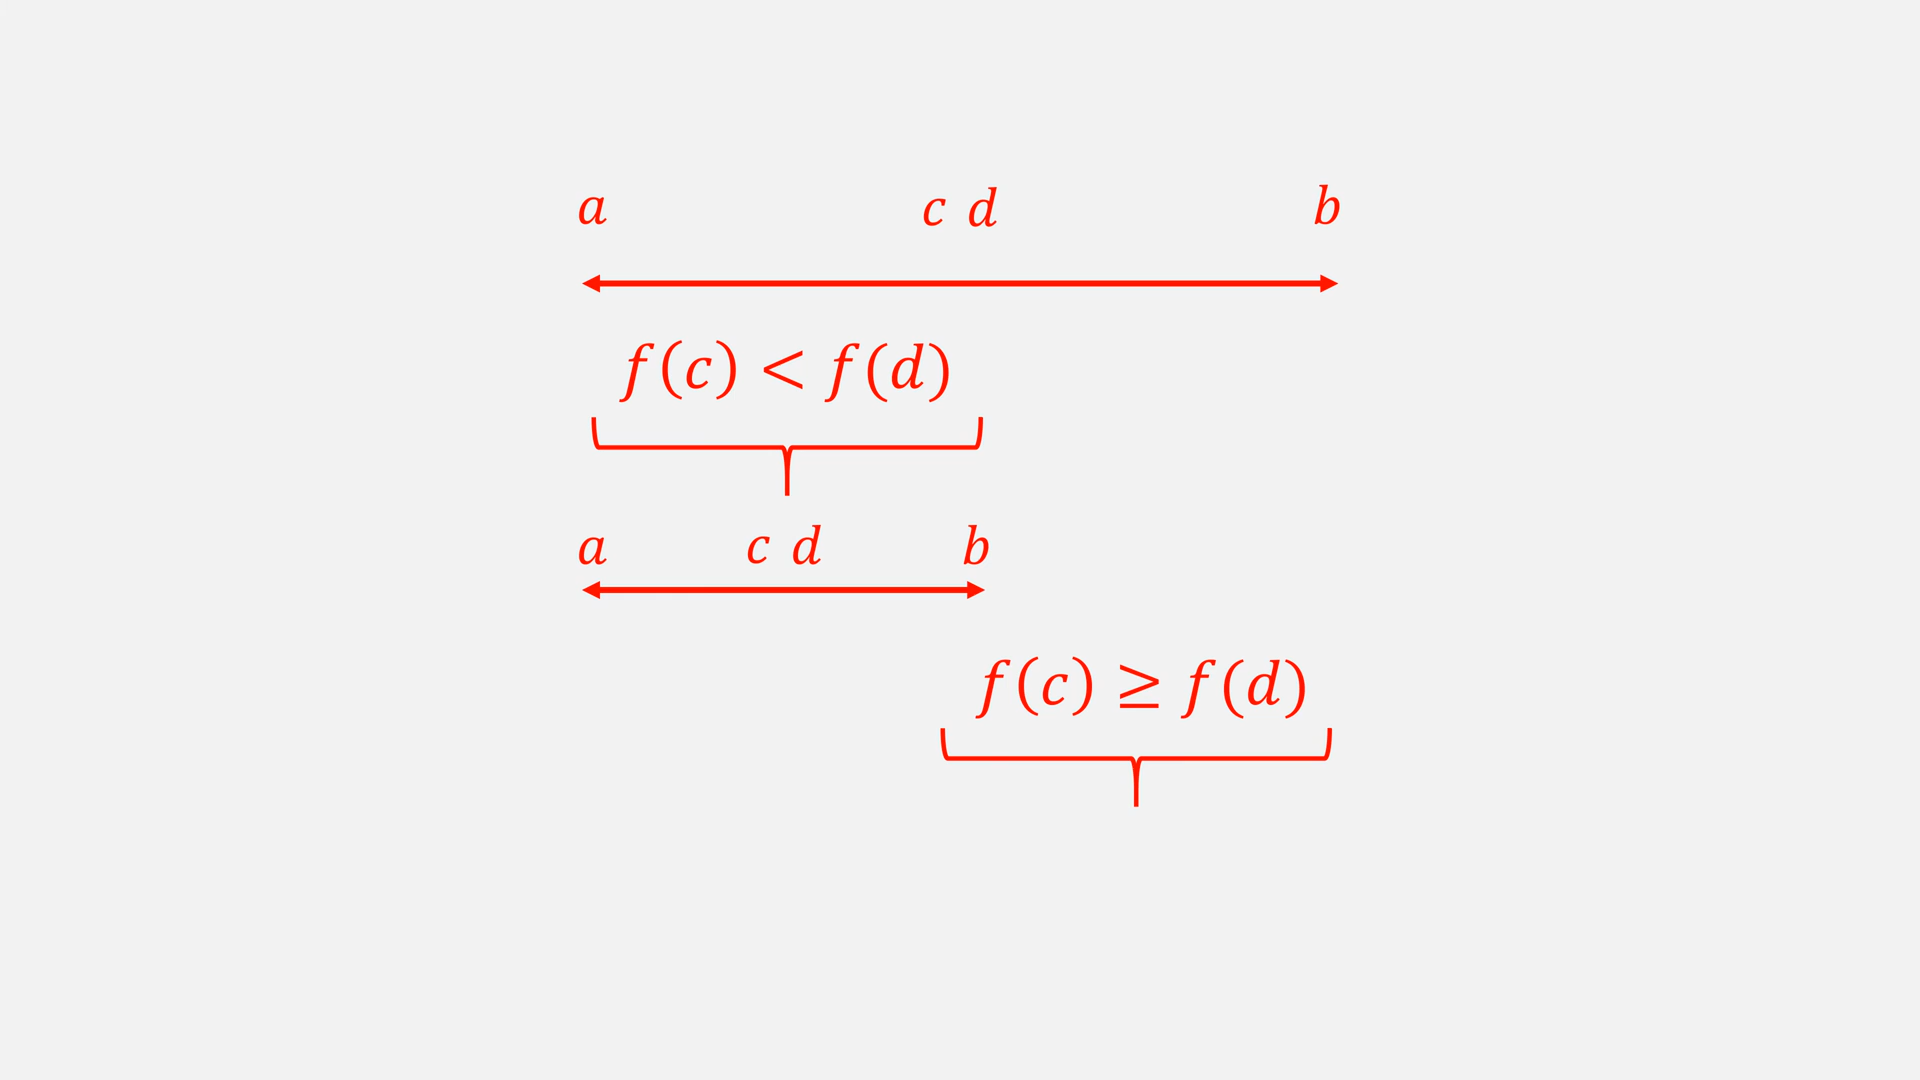 a c d b
f(c) < f(d)
a c d b
f(c) ≥ f(d)